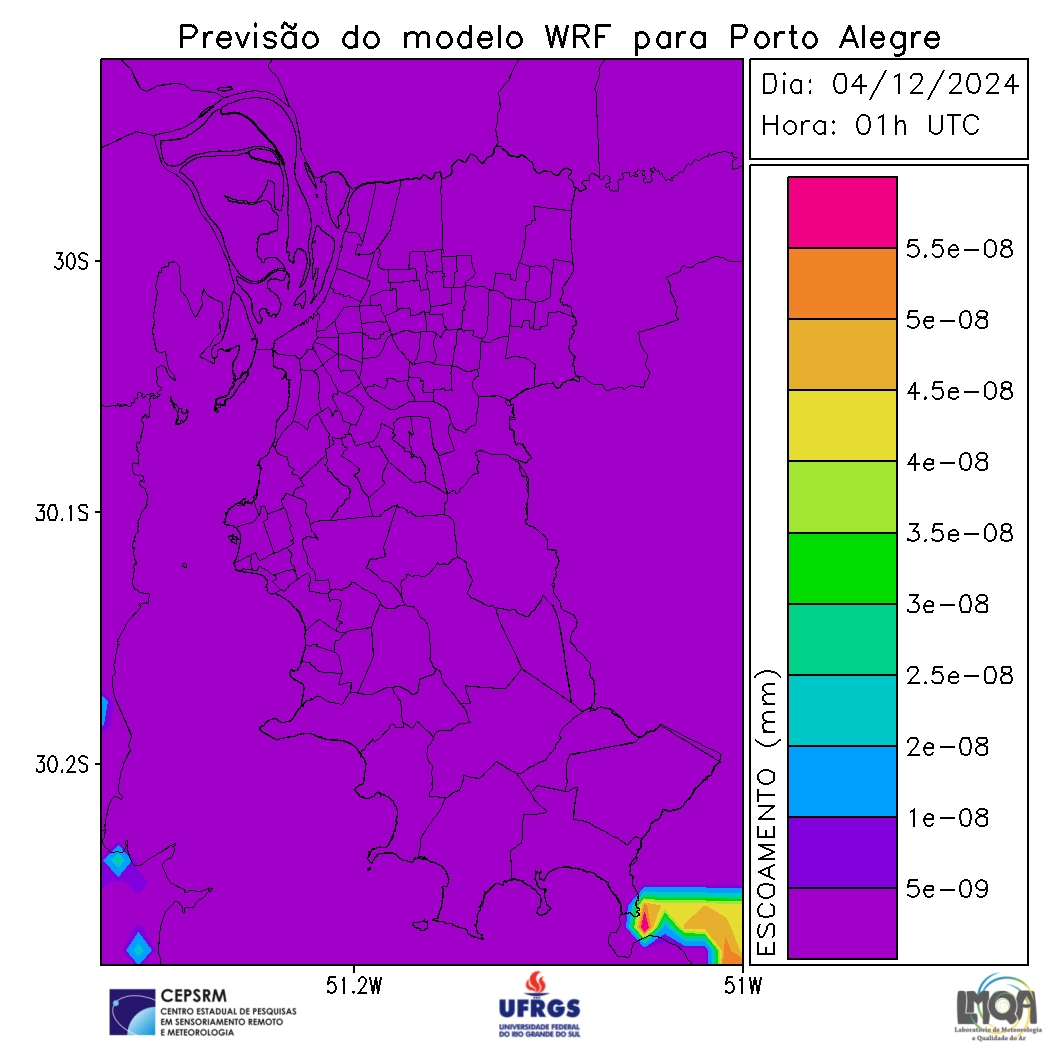 Previsão do modelo WRF para Porto Alegre
Dia: 04/12/2024
Hora: 01h UTC
30S
30.1S
30.2S
51.2W
51W
ESCOAMENTO (mm)
5.5e-08
5e-08
4.5e-08
4e-08
3.5e-08
3e-08
2.5e-08
2e-08
1e-08
5e-09
CEPSRM
CENTRO ESTADUAL DE PESQUISAS
EM SENSORIAMENTO REMOTO
E METEOROLOGIA
UFRGS
UNIVERSIDADE FEDERAL
DO RIO GRANDE DO SUL
LMQA
Laboratório de Meteorologia
e Qualidade do Ar